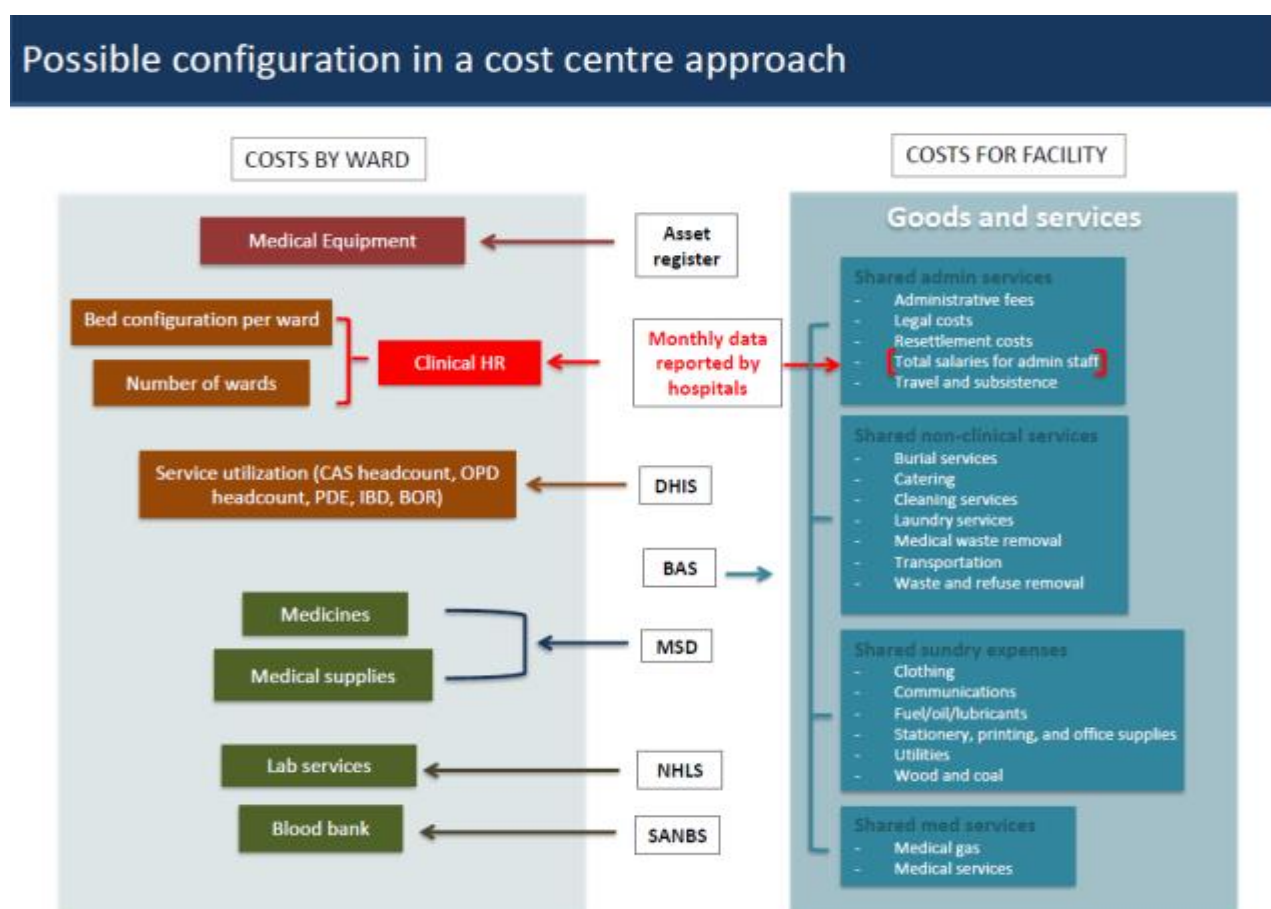 Possible configuration in a cost centre approach
COSTS BY WARD
Medical Equipment
Bed configuration per ward
Number of wards
Clinical HR
Service utilization (CAS headcount, OPD
headcount, PDE, IBD, BOR)
Medicines
Medical supplies
Lab services
Blood bank
Asset
register
Monthly data
reported by
hospitals
DHIS
BAS
MSD
NHLS
SANBS
COSTS FOR FACILITY
Goods and services
Shared admin services
- Administrative fees
- Legal costs
- Resettlement costs
- Total salaries for admin staff
- Travel and subsistence
Shared non-clinical services
- Burial services
- Catering
- Cleaning services
- Laundry services
- Medical waste removal
- Transportation
- Waste and refuse removal
Shared sundry expenses
- Clothing
- Communications
- Fuel/oil/lubricants
- Stationery, printing, and office supplies
- Utilities
- Wood and coal
Shared med services
- Medical gas
- Medical services